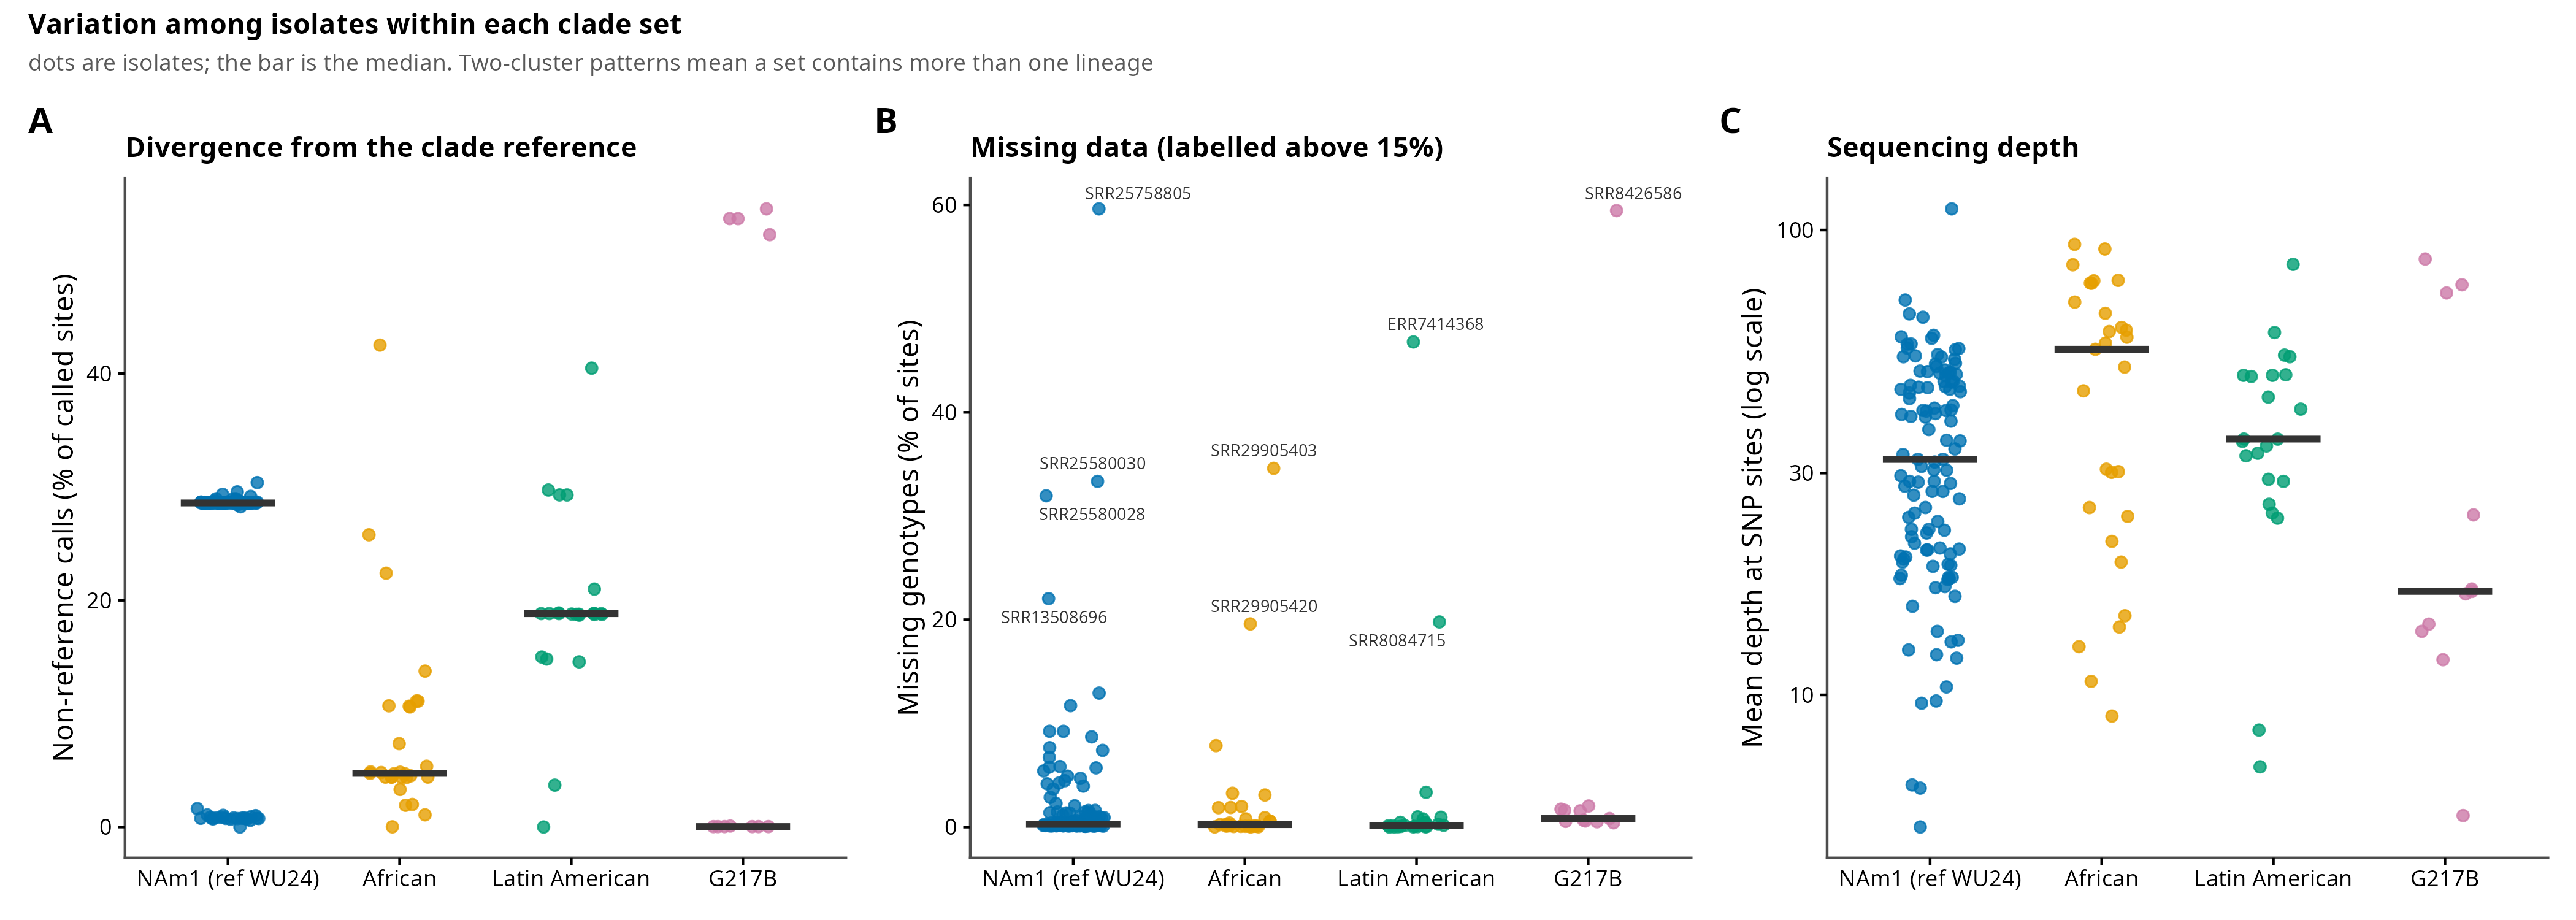 Variation among isolates within each clade set
dots are isolates; the bar is the median. Two-cluster patterns mean a set contains more than one lineage
A
Divergence from the clade reference
Non-reference calls (% of called sites)
40
20
0
NAm1 (ref WU24)
African
Latin American
G217B
B
Missing data (labelled above 15%)
Missing genotypes (% of sites)
60
40
20
0
SRR25758805
SRR8426586
ERR7414368
SRR25580030
SRR29905403
SRR25580028
SRR29905420
SRR13508696
SRR8084715
NAm1 (ref WU24)
African
Latin American
G217B
C
Sequencing depth
Mean depth at SNP sites (log scale)
100
30
10
NAm1 (ref WU24)
African
Latin American
G217B